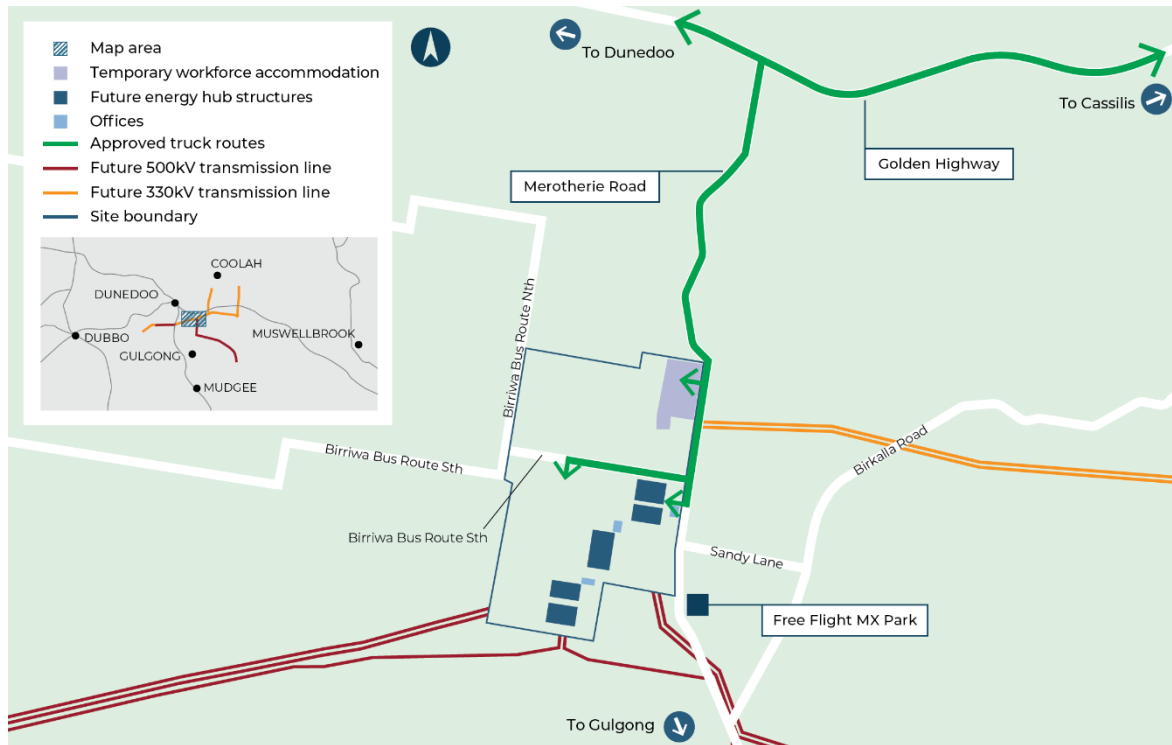 Map area
Temporary workforce accommodation
Future energy hub structures
Offices
Approved truck routes
Future 500kV transmission line
Future 330kV transmission line
Site boundary
COOLAH
DUNEDOO
DUBBO
GULGONG
MUSWELLBROOK
MUDGEE
To Dunedoo
To Cassilis
Golden Highway
Merotherie Road
Birriwa Bus Route Nth
Birriwa Bus Route Sth
Birkalla Road
Birriwa Bus Route Sth
Sandy Lane
Free Flight MX Park
To Gulgong